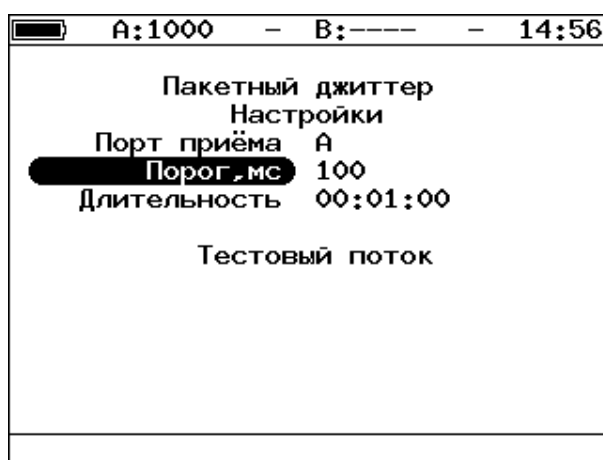 A:1000 – B:---- – 14:56
Пакетный джиттер
Настройки
Порт приёма A
Порог,мс 100
Длительность 00:01:00
Тестовый поток